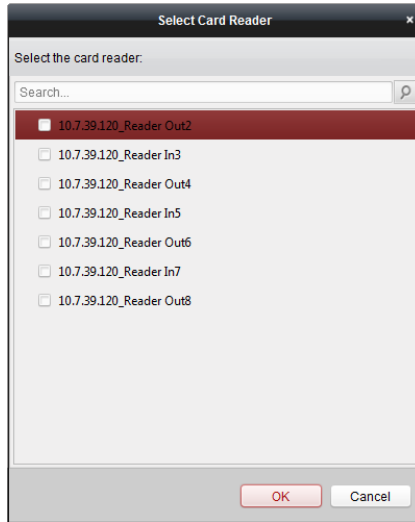 Select Card Reader ×
Select the card reader:
Search...
10.7.39.120_Reader Out2
10.7.39.120_Reader In3
10.7.39.120_Reader Out4
10.7.39.120_Reader In5
10.7.39.120_Reader Out6
10.7.39.120_Reader In7
10.7.39.120_Reader Out8
OK Cancel